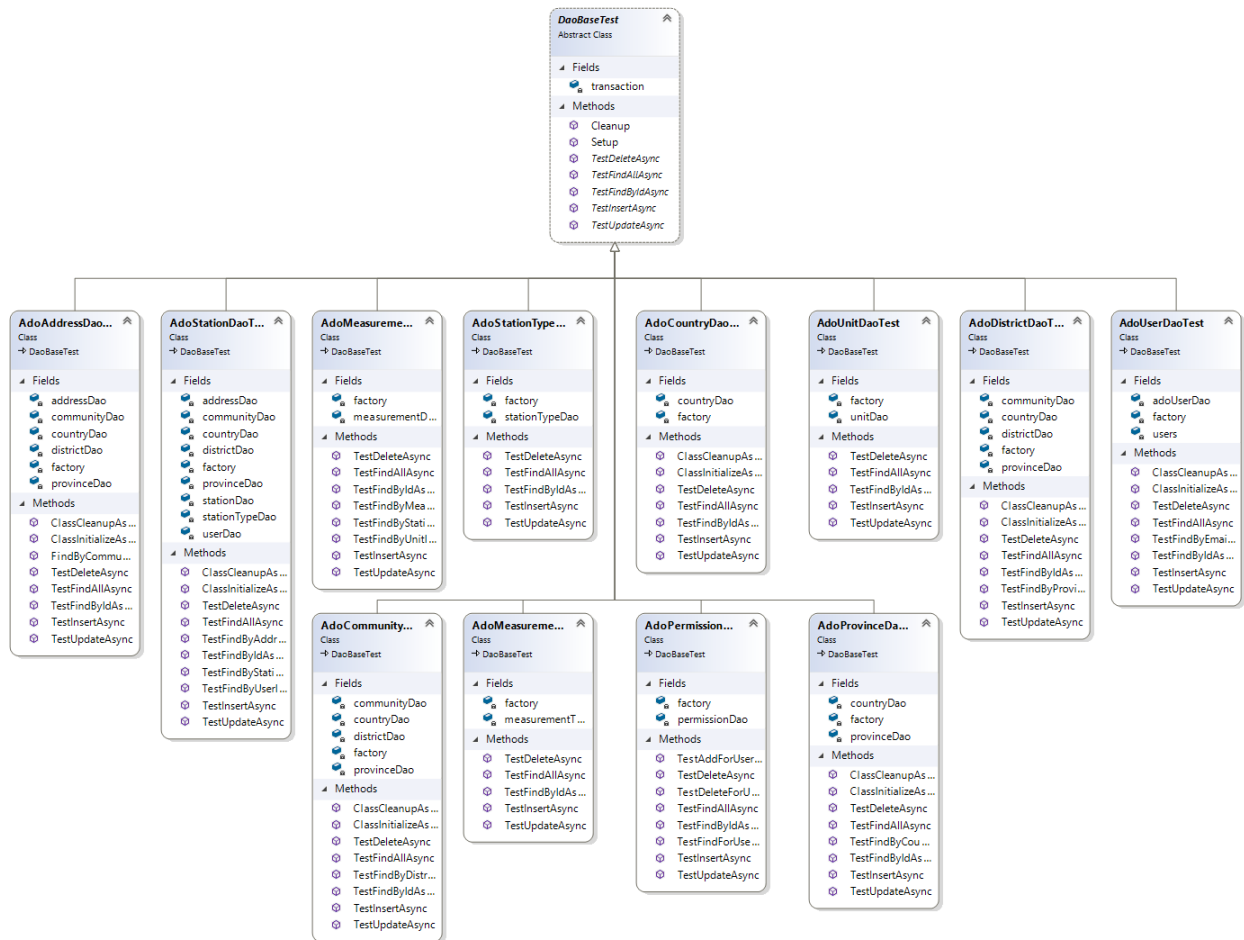 DaoBaseTest
Abstract Class
Fields
transaction
Methods
Cleanup
Setup
TestDeleteAsync
TestFindAllAsync
TestFindByIdAsync
TestInsertAsync
TestUpdateAsync
AdoAddressDao...
Class
DaoBaseTest
Fields
addressDao
communityDao
countryDao
districtDao
factory
provinceDao
Methods
ClassCleanupAs...
ClassInitializeAs...
FindByCommu...
TestDeleteAsync
TestFindAllAsync
TestFindByIdAs...
TestInsertAsync
TestUpdateAsync
AdoStationDaoT...
Class
DaoBaseTest
Fields
addressDao
communityDao
countryDao
districtDao
factory
provinceDao
stationDao
stationTypeDao
userDao
Methods
ClassCleanupAs...
ClassInitializeAs...
TestDeleteAsync
TestFindAllAsync
TestFindByAddr...
TestFindByIdAs...
TestFindByStati...
TestFindByUserI...
TestInsertAsync
TestUpdateAsync
AdoMeasureme...
Class
DaoBaseTest
Fields
factory
measurementD...
Methods
TestDeleteAsync
TestFindAllAsync
TestFindByIdAs...
TestFindByMea...
TestFindByStati...
TestFindByUnitI...
TestInsertAsync
TestUpdateAsync
AdoStationType...
Class
DaoBaseTest
Fields
factory
stationTypeDao
Methods
TestDeleteAsync
TestFindAllAsync
TestFindByIdAs...
TestInsertAsync
TestUpdateAsync
AdoCountryDao...
Class
DaoBaseTest
Fields
countryDao
factory
Methods
ClassCleanupAs...
ClassInitializeAs...
TestDeleteAsync
TestFindAllAsync
TestFindByIdAs...
TestInsertAsync
TestUpdateAsync
AdoUnitDaoTest
Class
DaoBaseTest
Fields
factory
unitDao
Methods
TestDeleteAsync
TestFindAllAsync
TestFindByIdAs...
TestInsertAsync
TestUpdateAsync
AdoDistrictDaoT...
Class
DaoBaseTest
Fields
communityDao
countryDao
districtDao
factory
provinceDao
Methods
ClassCleanupAs...
ClassInitializeAs...
TestDeleteAsync
TestFindAllAsync
TestFindByIdAs...
TestFindByProvi...
TestInsertAsync
TestUpdateAsync
AdoUserDaoTest
Class
DaoBaseTest
Fields
adoUserDao
factory
users
Methods
ClassCleanupAs...
ClassInitializeAs...
TestDeleteAsync
TestFindAllAsync
TestFindByEmai...
TestFindByIdAs...
TestInsertAsync
TestUpdateAsync
AdoCommunity...
Class
DaoBaseTest
Fields
communityDao
countryDao
districtDao
factory
provinceDao
Methods
ClassCleanupAs...
ClassInitializeAs...
TestDeleteAsync
TestFindAllAsync
TestFindByDistr...
TestFindByIdAs...
TestInsertAsync
TestUpdateAsync
AdoMeasureme...
Class
DaoBaseTest
Fields
factory
measurementT...
Methods
TestDeleteAsync
TestFindAllAsync
TestFindByIdAs...
TestInsertAsync
TestUpdateAsync
AdoPermission...
Class
DaoBaseTest
Fields
factory
permissionDao
Methods
TestAddForUser...
TestDeleteAsync
TestDeleteForU...
TestFindAllAsync
TestFindByIdAs...
TestFindForUse...
TestInsertAsync
TestUpdateAsync
AdoProvinceDa...
Class
DaoBaseTest
Fields
countryDao
factory
provinceDao
Methods
ClassCleanupAs...
ClassInitializeAs...
TestDeleteAsync
TestFindAllAsync
TestFindByCou...
TestFindByIdAs...
TestInsertAsync
TestUpdateAsync